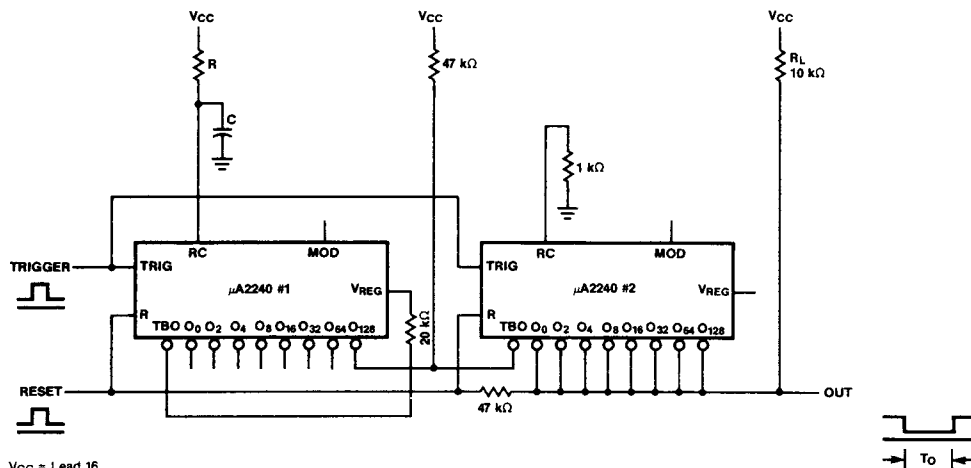 VCC VCC VCC
R 47 kΩ RL
10 kΩ
C
1 kΩ
RC MOD RC MOD
TRIGGER TRIG TRIG
μA2240 #1 μA2240 #2
VREG VREG
R R
20 kΩ
TBO O0 O2 O4 O8 O16 O32 O64 O128 TBO O0 O2 O4 O8 O16 O32 O64 O128
RESET OUT
47 kΩ
TO
VCC = Lead 16